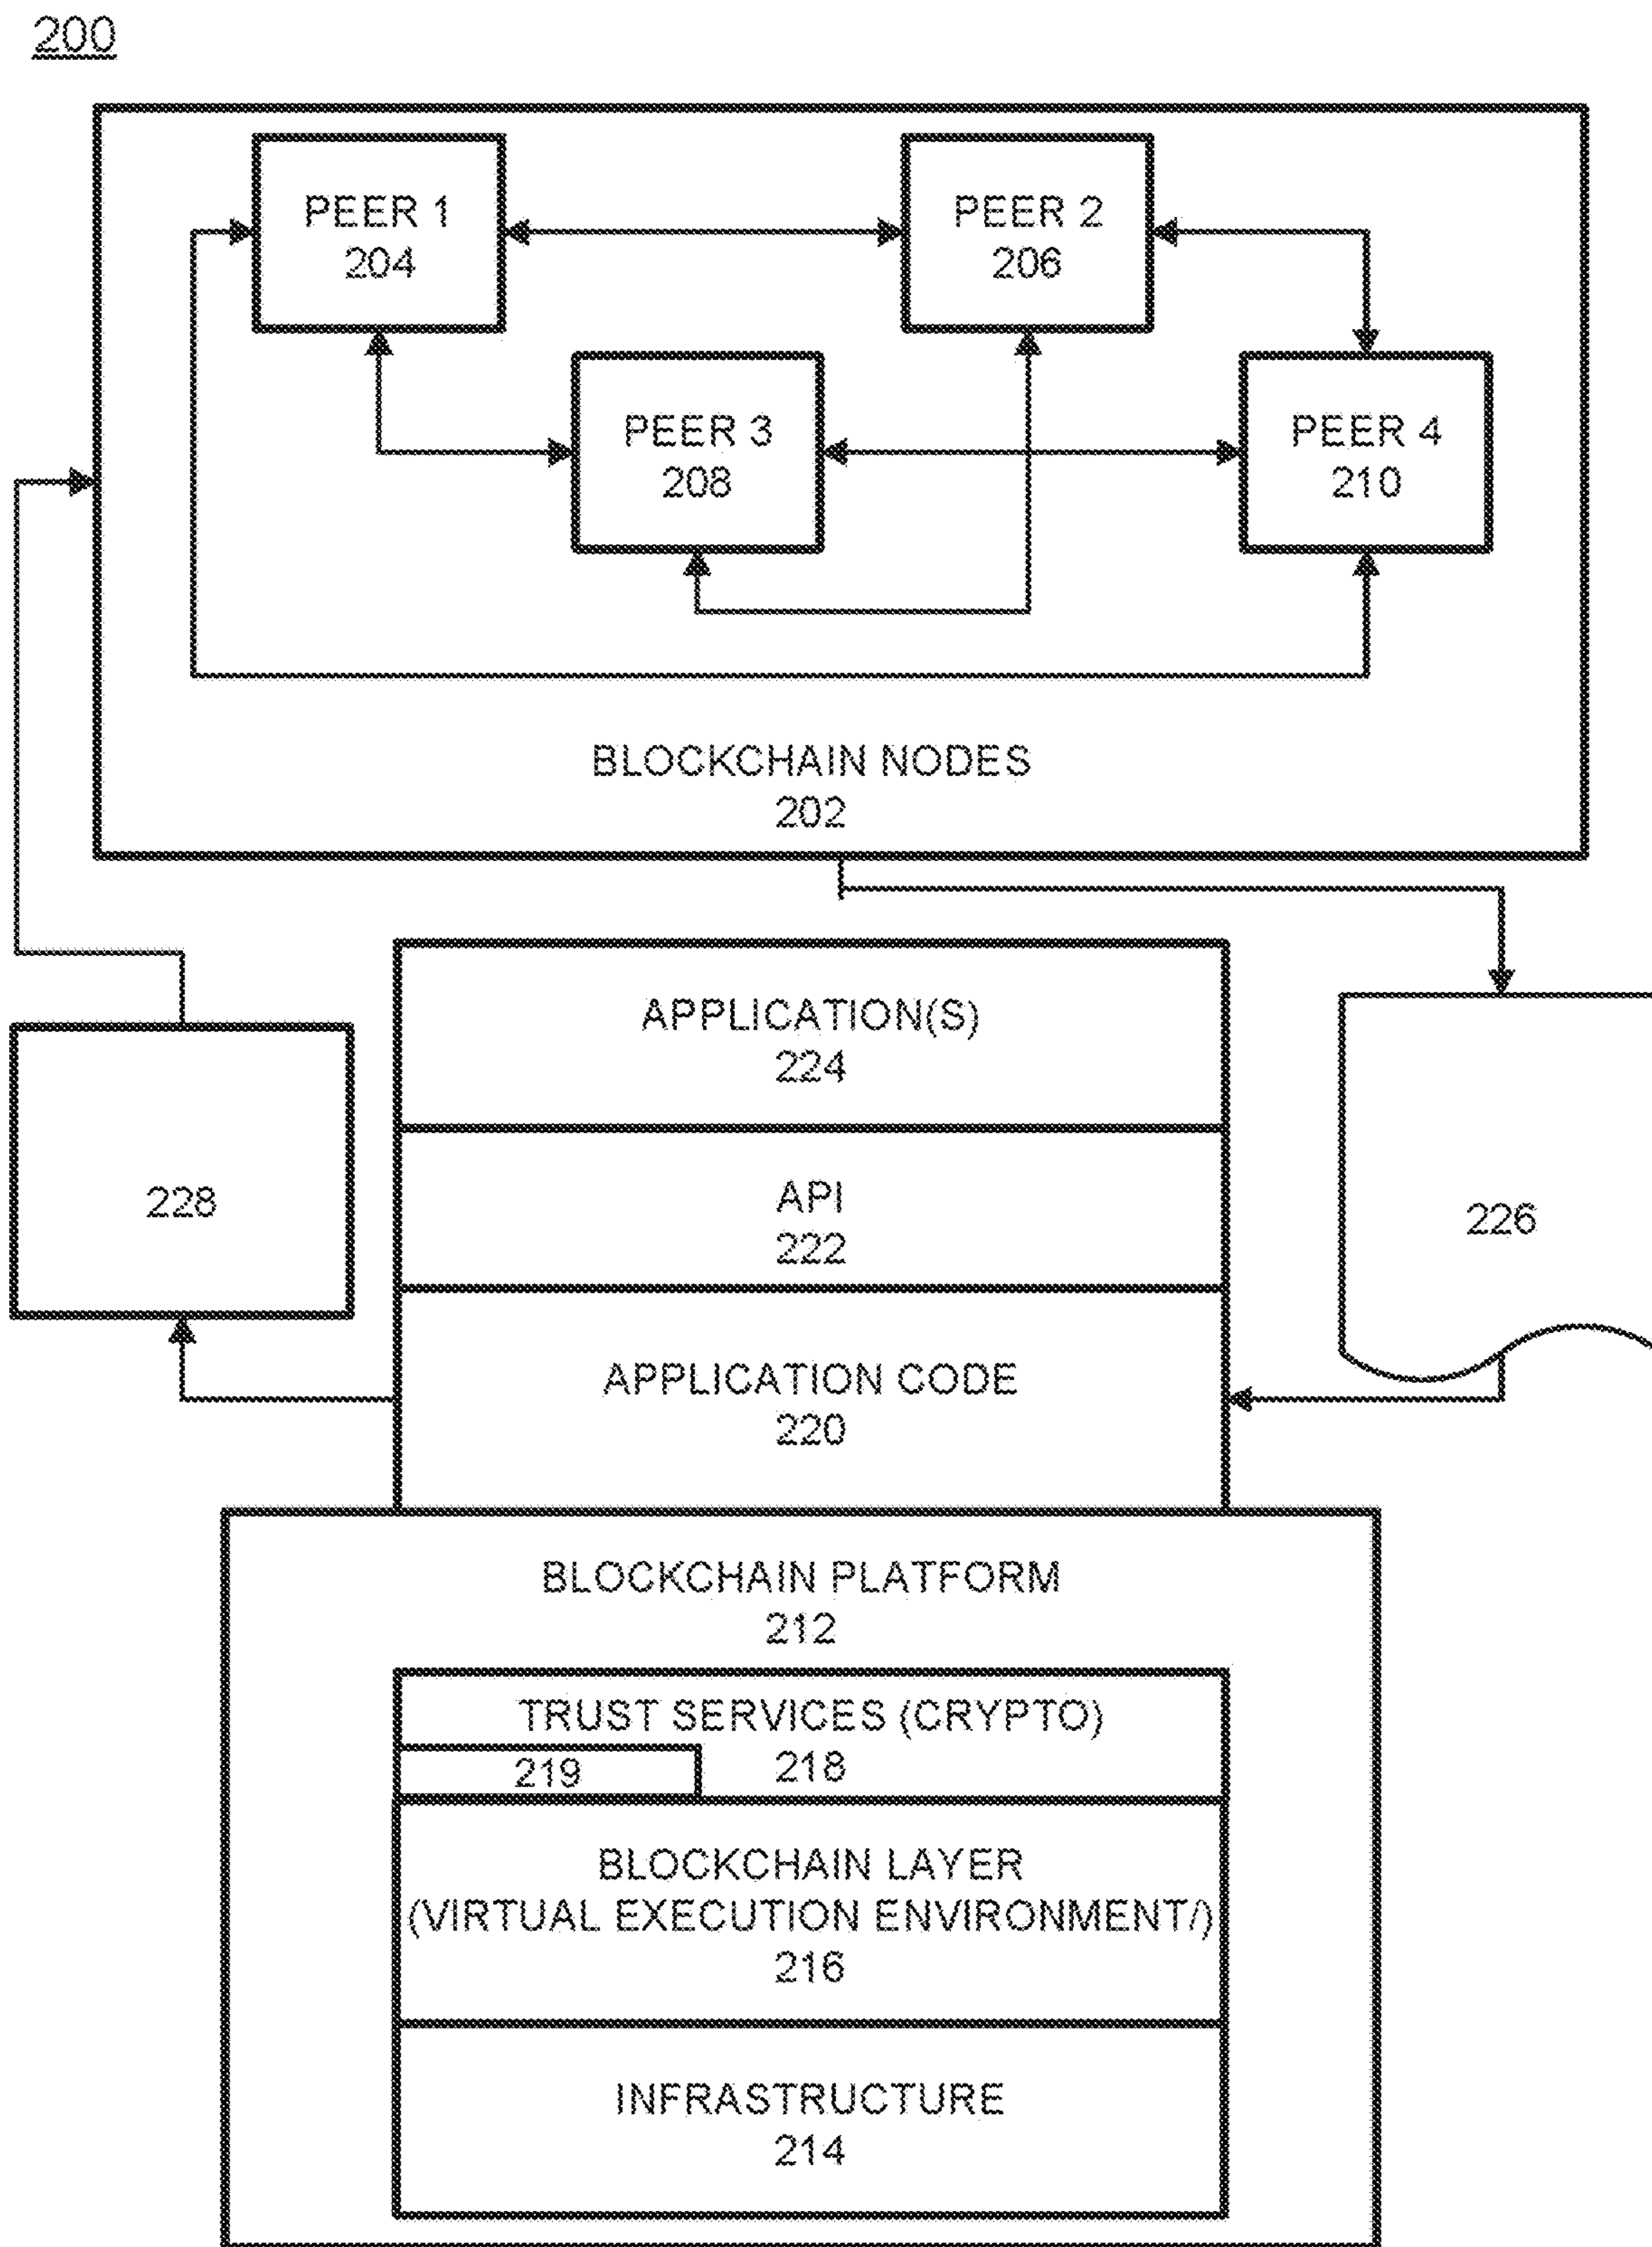 200
PEER 1
204
PEER 2
206
PEER 3
208
PEER 4
210
BLOCKCHAIN NODES
202
APPLICATION(S)
224
API
222
228
226
APPLICATION CODE
220
BLOCKCHAIN PLATFORM
212
TRUST SERVICES (CRYPTO)
219
218
BLOCKCHAIN LAYER
(VIRTUAL EXECUTION ENVIRONMENT/)
216
INFRASTRUCTURE
214